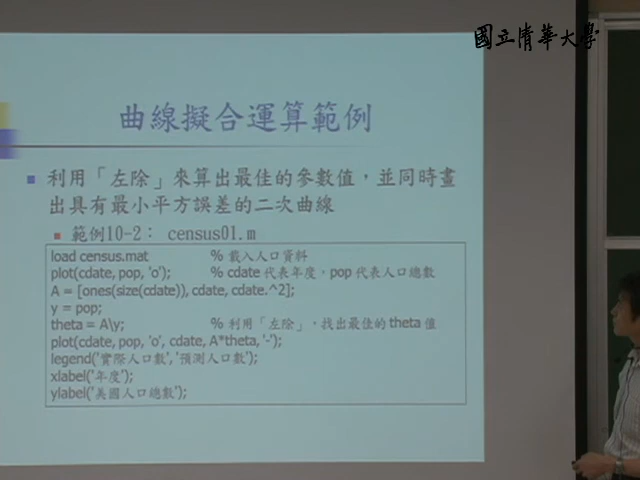 國立清華大學
曲線擬合運算範例
利用「左除」來算出最佳的參數值，並同時畫
出具有最小平方誤差的二次曲線
範例10-2： census01.m
load census.mat % 載入人口資料
plot(cdate, pop, 'o'); % cdate 代表年度，pop 代表人口總數
A = [ones(size(cdate)), cdate, cdate.^2];
y = pop;
theta = A\y; % 利用「左除」，找出最佳的 theta 值
plot(cdate, pop, 'o', cdate, A*theta, '-');
legend('實際人口數', '預測人口數');
xlabel('年度');
ylabel('美國人口總數');